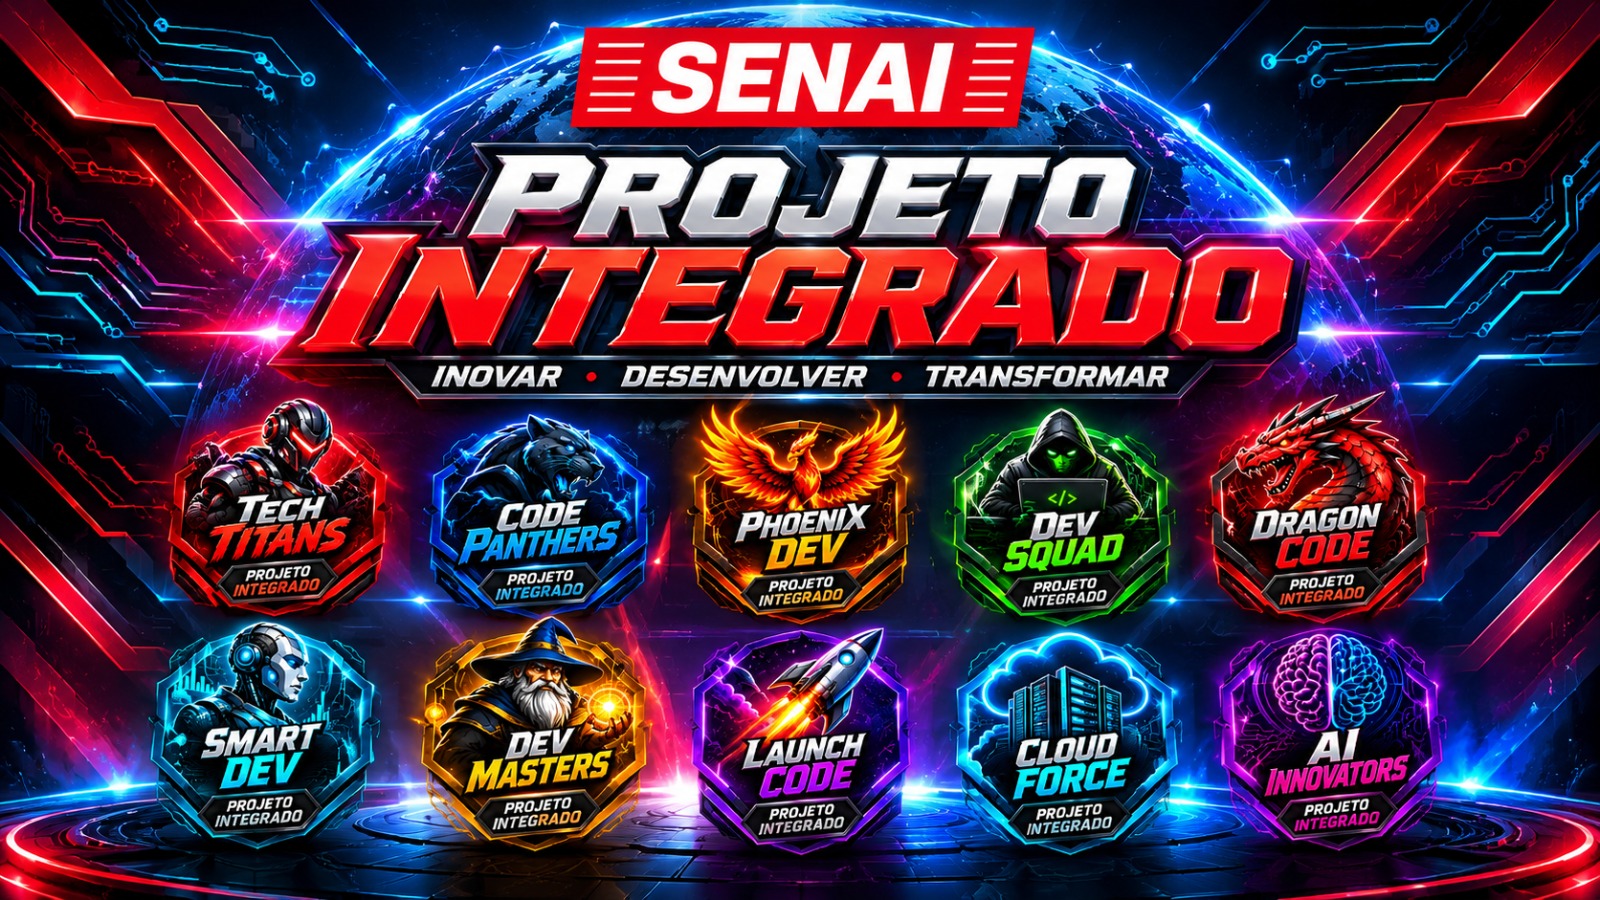 SENAI
PROJETO
INTEGRADO
INOVAR • DESENVOLVER • TRANSFORMAR
TECH
TITANS
PROJETO
INTEGRADO
CODE
PANTHERS
PROJETO
INTEGRADO
PHOENIX
DEV
PROJETO
INTEGRADO
</>
DEV
SQUAD
PROJETO
INTEGRADO
DRAGON
CODE
PROJETO
INTEGRADO
SMART
DEV
PROJETO
INTEGRADO
DEV
MASTERS
PROJETO
INTEGRADO
LAUNCH
CODE
PROJETO
INTEGRADO
CLOUD
FORCE
PROJETO
INTEGRADO
AI
INNOVATORS
PROJETO
INTEGRADO